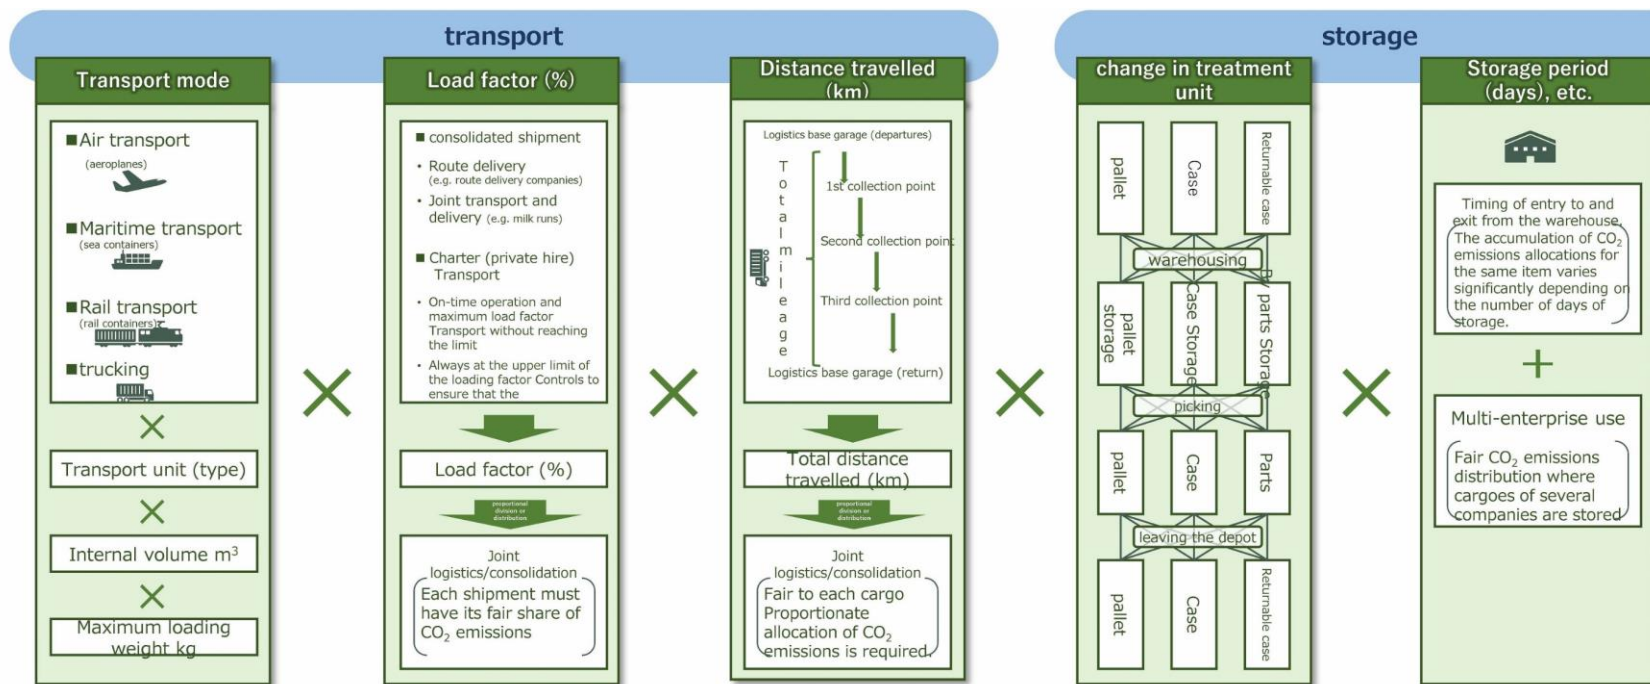 transport
storage
Transport mode
■Air transport
(aeroplanes)
■Maritime transport
(sea containers)
■Rail transport
(rail containers)
■trucking
Transport unit (type)
Internal volume m³
Maximum loading
weight kg
Load factor (%)
■ consolidated shipment
• Route delivery
(e.g. route delivery companies)
• Joint transport and
delivery (e.g. milk runs)
■ Charter (private hire)
Transport
• On-time operation and
maximum load factor
Transport without reaching
the limit
• Always at the upper limit of
the loading factor Controls to
ensure that the
Load factor (%)
proportional
division or
distribution
Joint
logistics/consolidation
Each shipment must
have its fair share of
CO₂ emissions
Distance travelled
(km)
Logistics base garage (departures)
Total mileage
1st collection point
Second collection point
Third collection point
Logistics base garage (return)
Total distance
travelled (km)
proportional
division or
distribution
Joint
logistics/consolidation
Fair to each cargo
Proportionate
allocation of CO₂
emissions is required.
change in treatment
unit
pallet
Case
Returnable case
warehousing
pallet
storage
Case Storage
By parts Storage
picking
pallet
Case
Parts
leaving the depot
pallet
Case
Returnable case
Storage period
(days), etc.
Timing of entry to and
exit from the warehouse.
The accumulation of CO₂
emissions allocations for
the same item varies
significantly depending on
the number of days of
storage.
Multi-enterprise use
Fair CO₂ emissions
distribution where
cargoes of several
companies are stored